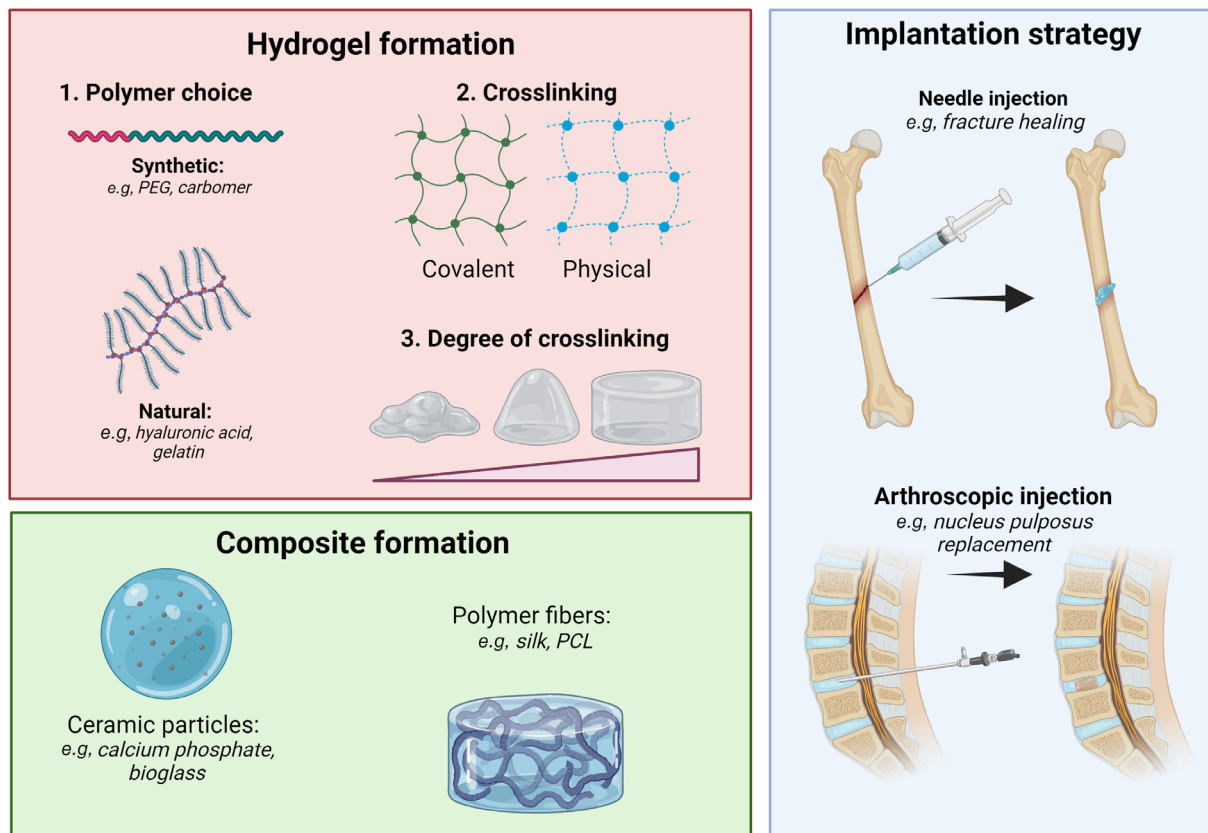 Hydrogel formation
1. Polymer choice
Synthetic:
e.g, PEG, carbomer
Natural:
e.g, hyaluronic acid,
gelatin
2. Crosslinking
Covalent
Physical
3. Degree of crosslinking
Composite formation
Ceramic particles:
e.g, calcium phosphate,
bioglass
Polymer fibers:
e.g, silk, PCL
Implantation strategy
Needle injection
e.g, fracture healing
Arthroscopic injection
e.g, nucleus pulposus
replacement